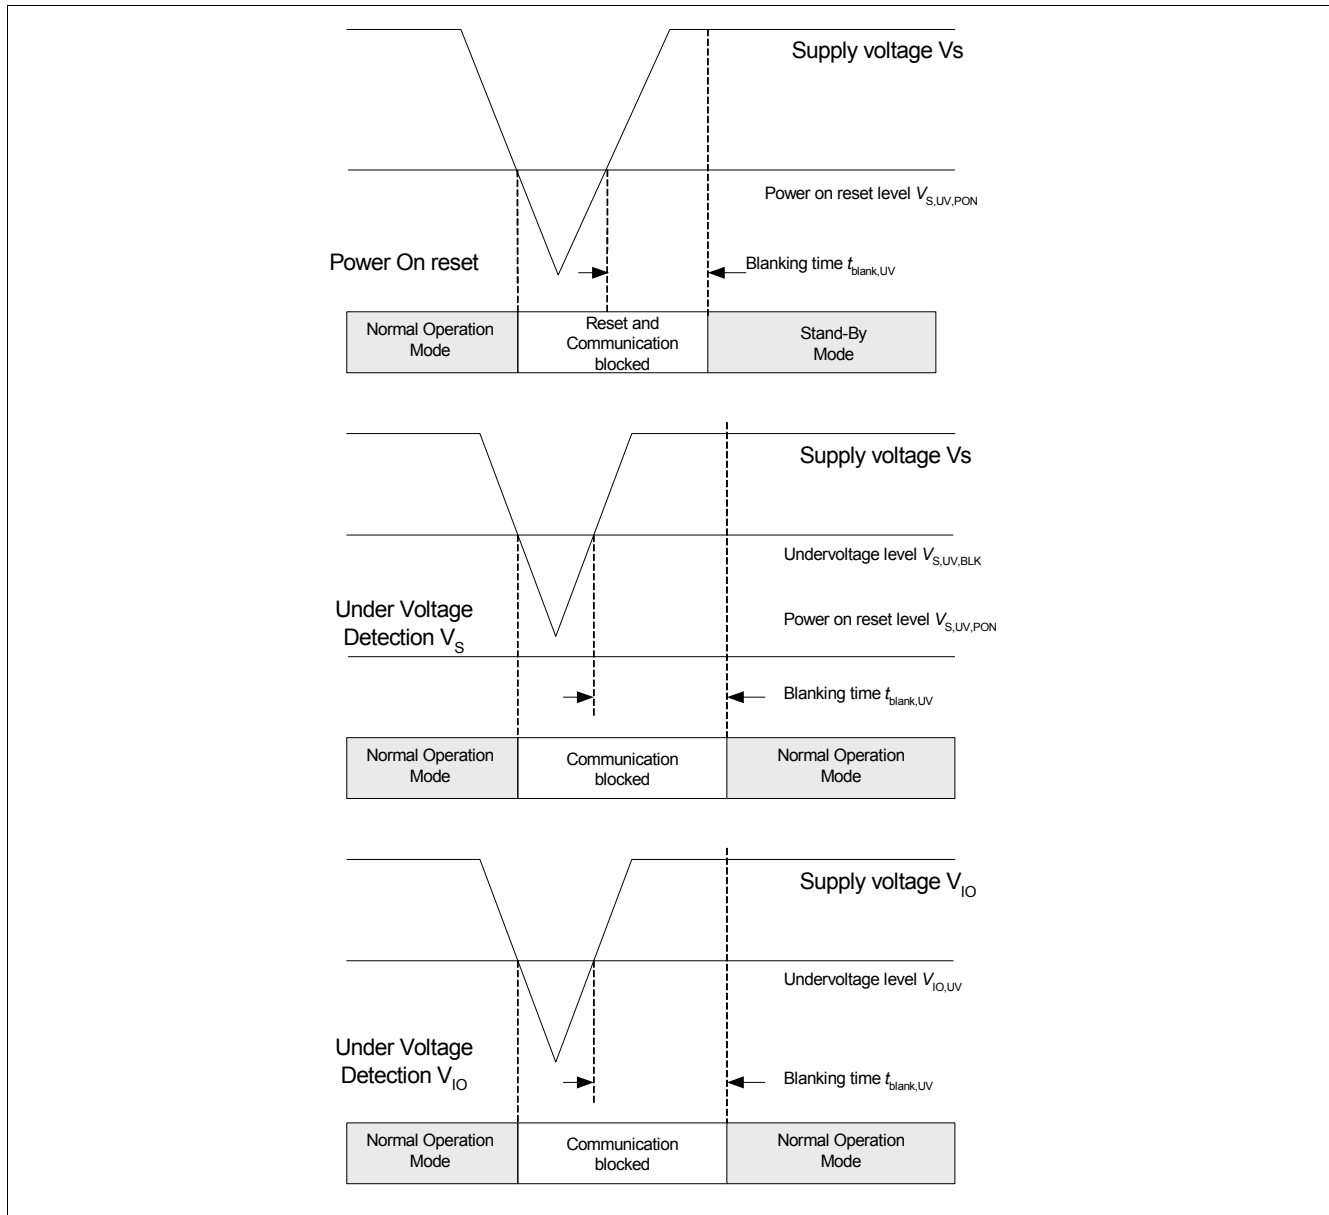 Supply voltage Vs
Power on reset level VS,UV,PON
Power On reset
Blanking time tblank,UV
Normal Operation
Mode
Reset and
Communication
blocked
Stand-By
Mode
Supply voltage Vs
Undervoltage level VS,UV,BLK
Under Voltage
Detection VS
Power on reset level VS,UV,PON
Blanking time tblank,UV
Normal Operation
Mode
Communication
blocked
Normal Operation
Mode
Supply voltage VIO
Undervoltage level VIO,UV
Under Voltage
Detection VIO
Blanking time tblank,UV
Normal Operation
Mode
Communication
blocked
Normal Operation
Mode